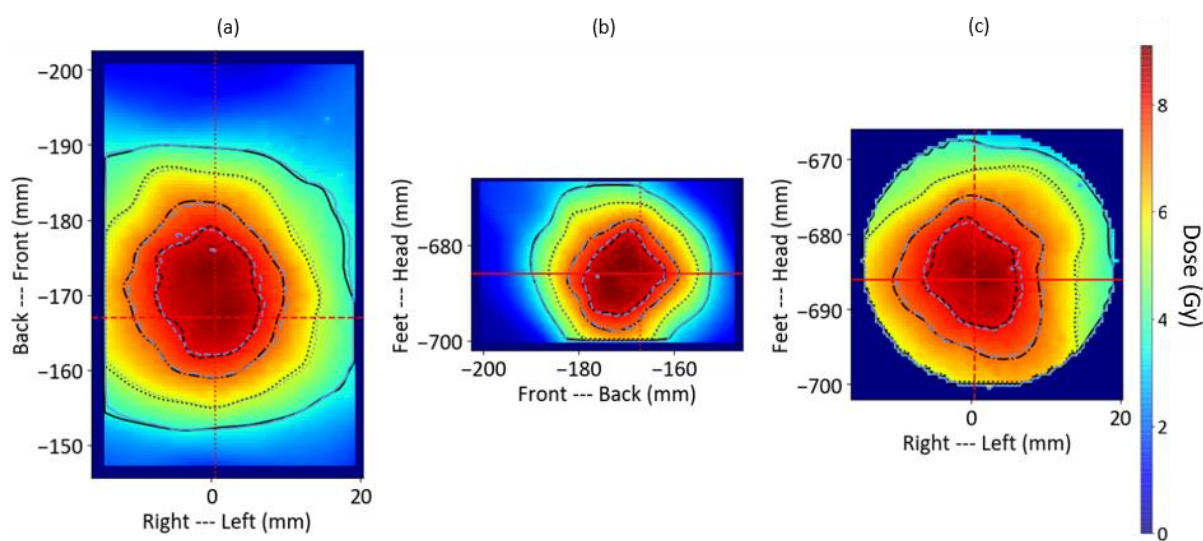 (a)
(b)
(c)
−200
−190
−180
−170
−160
−150
Back --- Front (mm)
0
20
Right --- Left (mm)
−680
−700
Feet --- Head (mm)
−200
−180
−160
Front --- Back (mm)
−670
−680
−690
−700
Feet --- Head (mm)
0
20
Right --- Left (mm)
8
6
4
2
0
Dose (Gy)